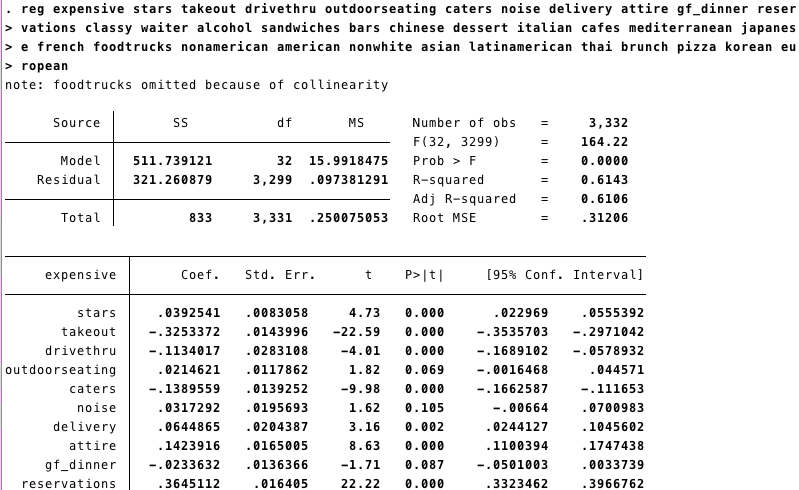 . reg expensive stars takeout drivethru outdoorseating caters noise delivery attire gf_dinner reser
> vations classy waiter alcohol sandwiches bars chinese dessert italian cafes mediterranean japanes
> e french foodtrucks nonamerican american nonwhite asian latinamerican thai brunch pizza korean eu
> ropean
note: foodtrucks omitted because of collinearity
Source SS df MS Number of obs = 3,332
F(32, 3299) = 164.22
Model 511.739121 32 15.9918475 Prob > F = 0.0000
Residual 321.260879 3,299 .097381291 R-squared = 0.6143
Adj R-squared = 0.6106
Total 833 3,331 .250075053 Root MSE = .31206
expensive Coef. Std. Err. t P>|t| [95% Conf. Interval]
stars .0392541 .0083058 4.73 0.000 .022969 .0555392
takeout -.3253372 .0143996 -22.59 0.000 -.3535703 -.2971042
drivethru -.1134017 .0283108 -4.01 0.000 -.1689102 -.0578932
outdoorseating .0214621 .0117862 1.82 0.069 -.0016468 .044571
caters -.1389559 .0139252 -9.98 0.000 -.1662587 -.111653
noise .0317292 .0195693 1.62 0.105 -.00664 .0700983
delivery .0644865 .0204387 3.16 0.002 .0244127 .1045602
attire .1423916 .0165005 8.63 0.000 .1100394 .1747438
gf_dinner -.0233632 .0136366 -1.71 0.087 -.0501003 .0033739
reservations .3645112 .016405 22.22 0.000 .3323462 .3966762